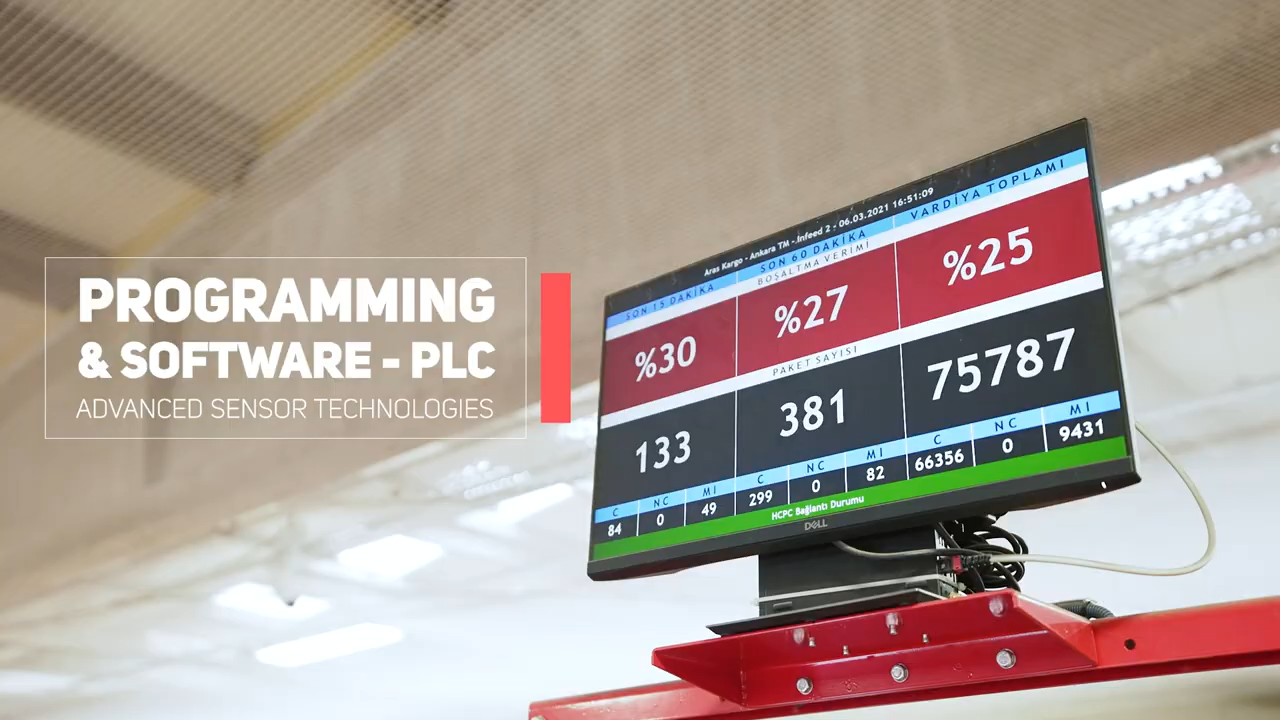 PROGRAMMING
& SOFTWARE - PLC
ADVANCED SENSOR TECHNOLOGIES
Aras Kargo - Ankara TM - Infeed 2 - 06.03.2021 16:51:09
SON 15 DAKİKA SON 60 DAKİKA VARDİYA TOPLAMI
BOŞALTMA VERİMİ
%30 %27 %25
PAKET SAYISI
133 381 75787
C NC MI C NC MI C NC MI
84 0 49 299 0 82 66356 0 9431
HCPC Bağlantı Durumu
DELL